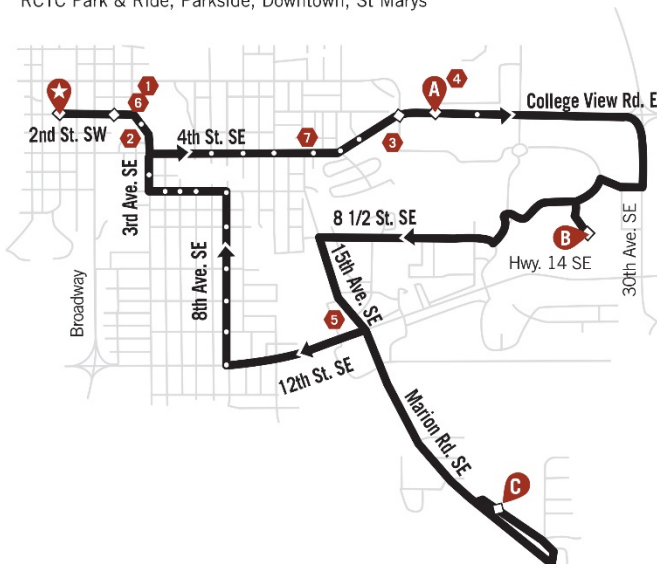 RCTC Park & Ride, Parkside, Downtown, St Marys
1
A
4
6
College View Rd. E
2nd St. SW
2
4th St. SE
7
3
3rd Ave. SE
8 1/2 St. SE
B
30th Ave. SE
Hwy. 14 SE
15th Ave. SE
8th Ave. SE
Broadway
5
12th St. SE
Marion Rd. SE
C